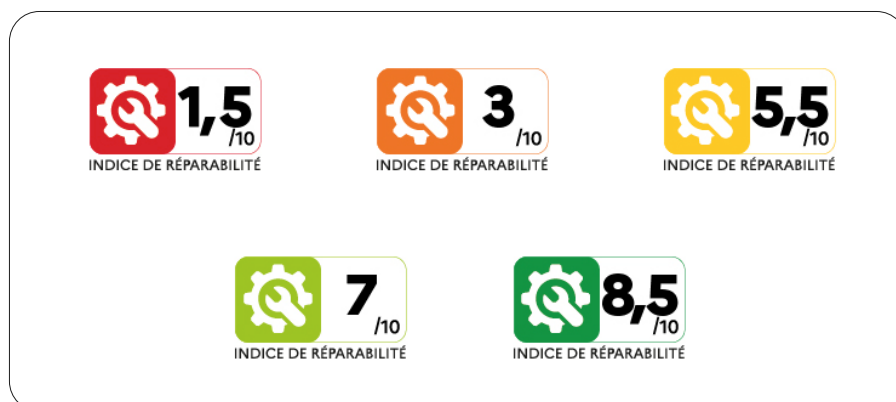 1,5
/10
INDICE DE RÉPARABILITÉ
3
/10
INDICE DE RÉPARABILITÉ
5,5
/10
INDICE DE RÉPARABILITÉ
7
/10
INDICE DE RÉPARABILITÉ
8,5
/10
INDICE DE RÉPARABILITÉ